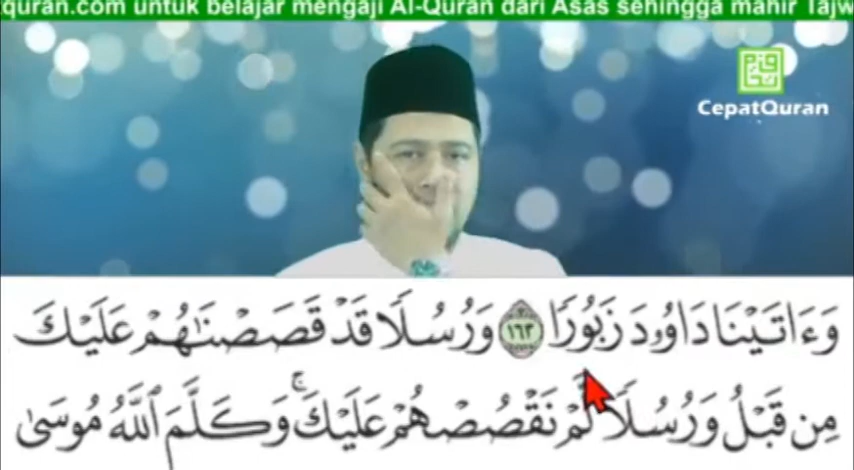 quran.com untuk belajar mengaji Al-Quran dari Asas sehingga mahir Tajw
CepatQuran
وَءَاتَيْنَا دَاوُۥدَ زَبُورًا ١٦٣ وَرُسُلًا قَدْ قَصَصْنَـٰهُمْ عَلَيْكَ
مِن قَبْلُ وَرُسُلًا لَّمْ نَقْصُصْهُمْ عَلَيْكَ ۚ وَكَلَّمَ ٱللَّهُ مُوسَىٰ